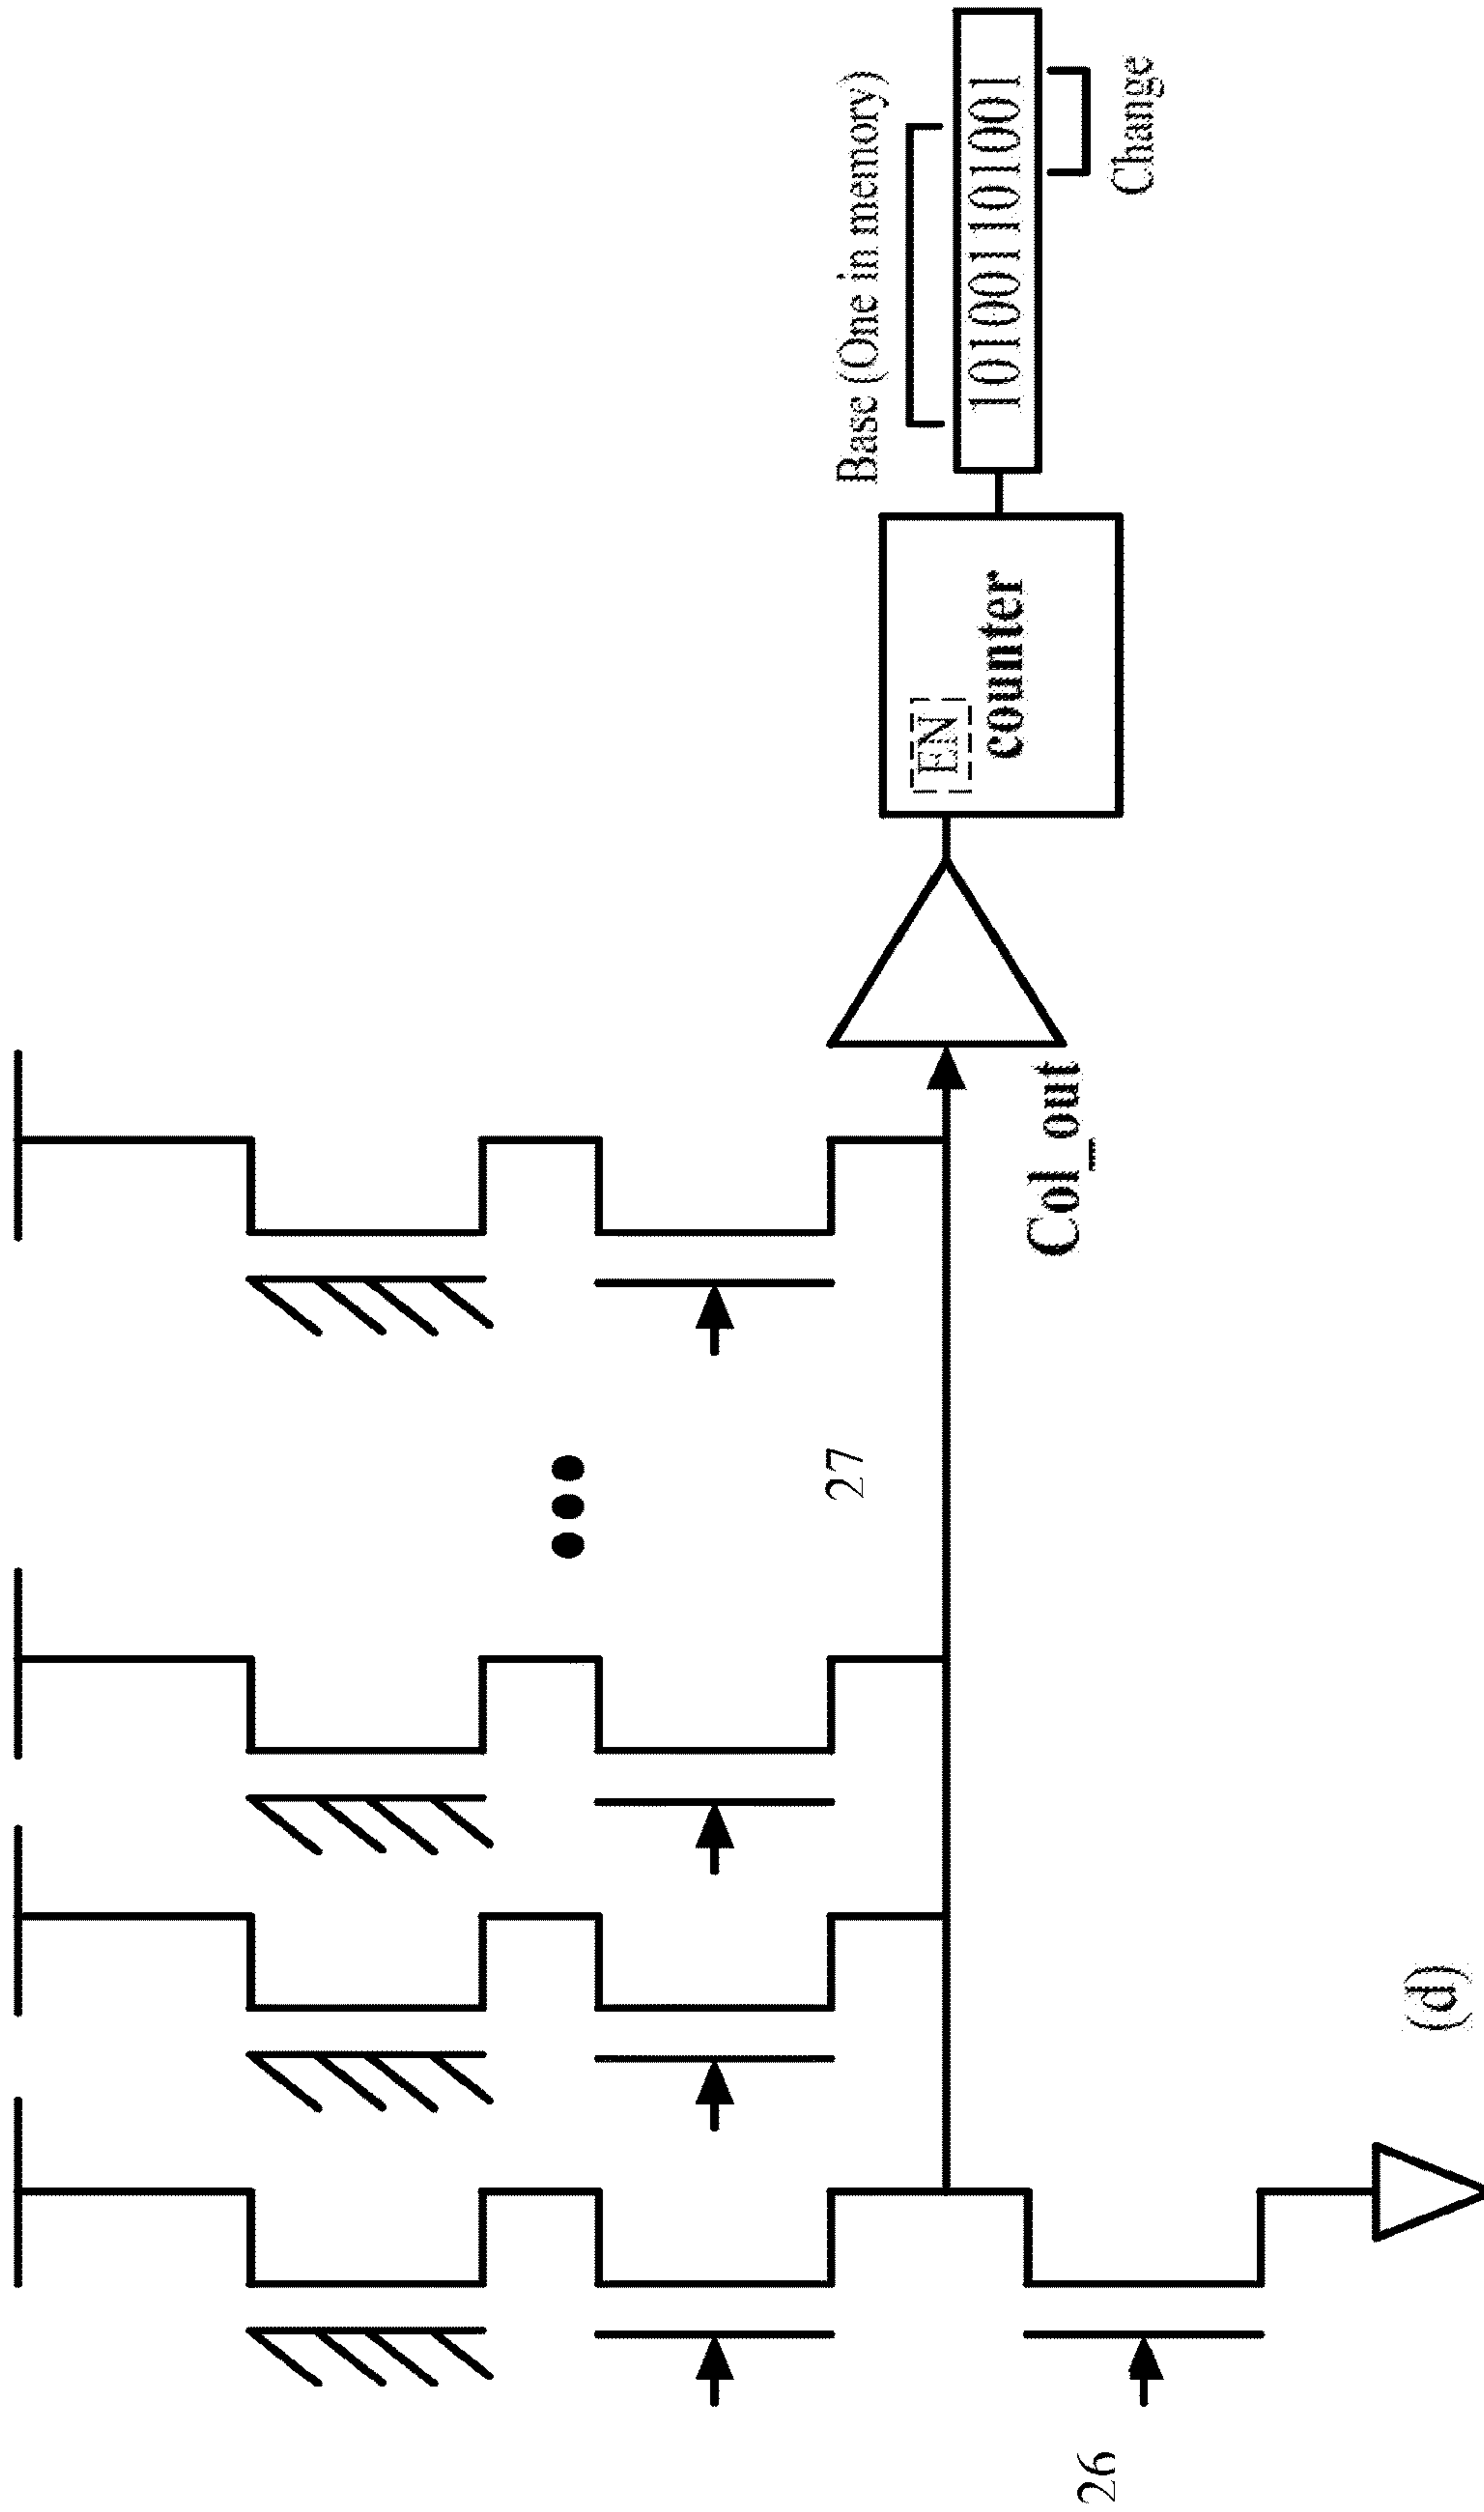 Base (One in memory)
EN
counter
101001101001
Change
Col_out
27
26
(d)